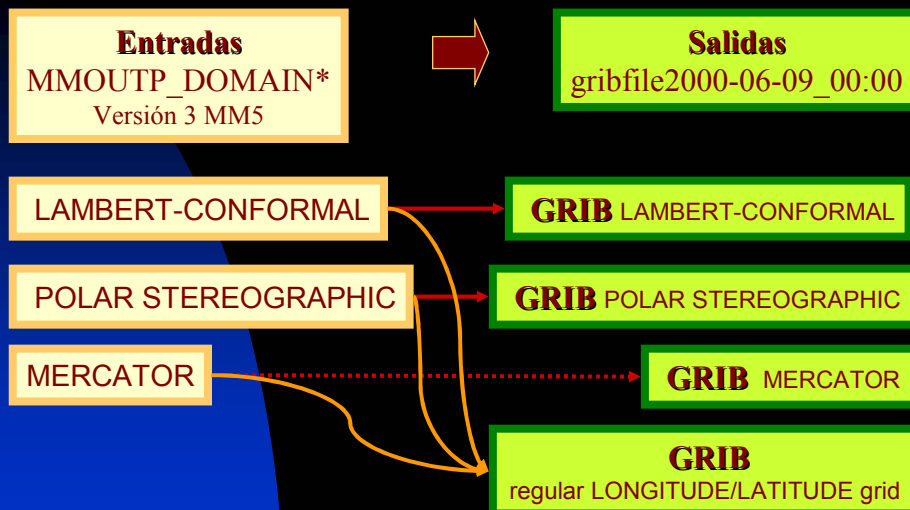 Entradas
MMOUTP_DOMAIN*
Versión 3 MM5
Salidas
gribfile2000-06-09_00:00
LAMBERT-CONFORMAL
GRIB LAMBERT-CONFORMAL
POLAR STEREOGRAPHIC
GRIB POLAR STEREOGRAPHIC
MERCATOR
GRIB MERCATOR
GRIB
regular LONGITUDE/LATITUDE grid